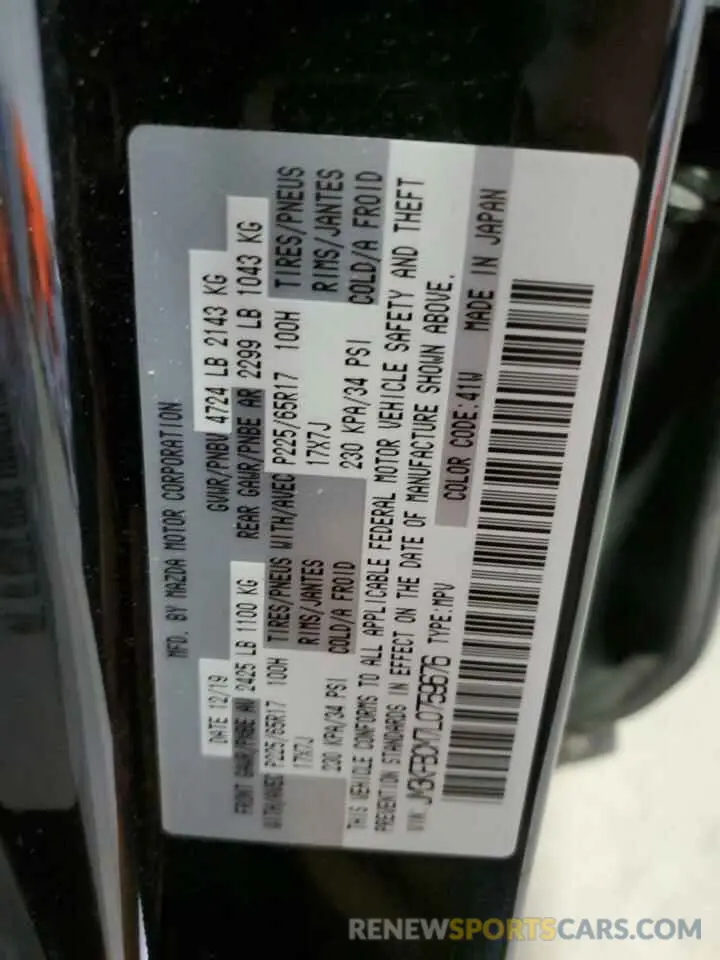 MFD. BY MAZDA MOTOR CORPORATION
DATE 12/19 GVWR/PNBV 4724 LB 2143 KG
FRONT GAWR/PNBE AV 2425 LB 1100 KG REAR GAWR/PNBE AR 2299 LB 1043 KG
WITH/AVEC P225/65R17 100H TIRES/PNEUS WITH/AVEC P225/65R17 100H TIRES/PNEUS
17X7J RIMS/JANTES 17X7J RIMS/JANTES
230 KPA/34 PSI COLD/A FROID 230 KPA/34 PSI COLD/A FROID
THIS VEHICLE CONFORMS TO ALL APPLICABLE FEDERAL MOTOR VEHICLE SAFETY AND THEFT
PREVENTION STANDARDS IN EFFECT ON THE DATE OF MANUFACTURE SHOWN ABOVE.
VIN: JM3KFBCM7L0759676 TYPE:MPV
COLOR CODE:41W MADE IN JAPAN
RENEWSPORTSCARS.COM